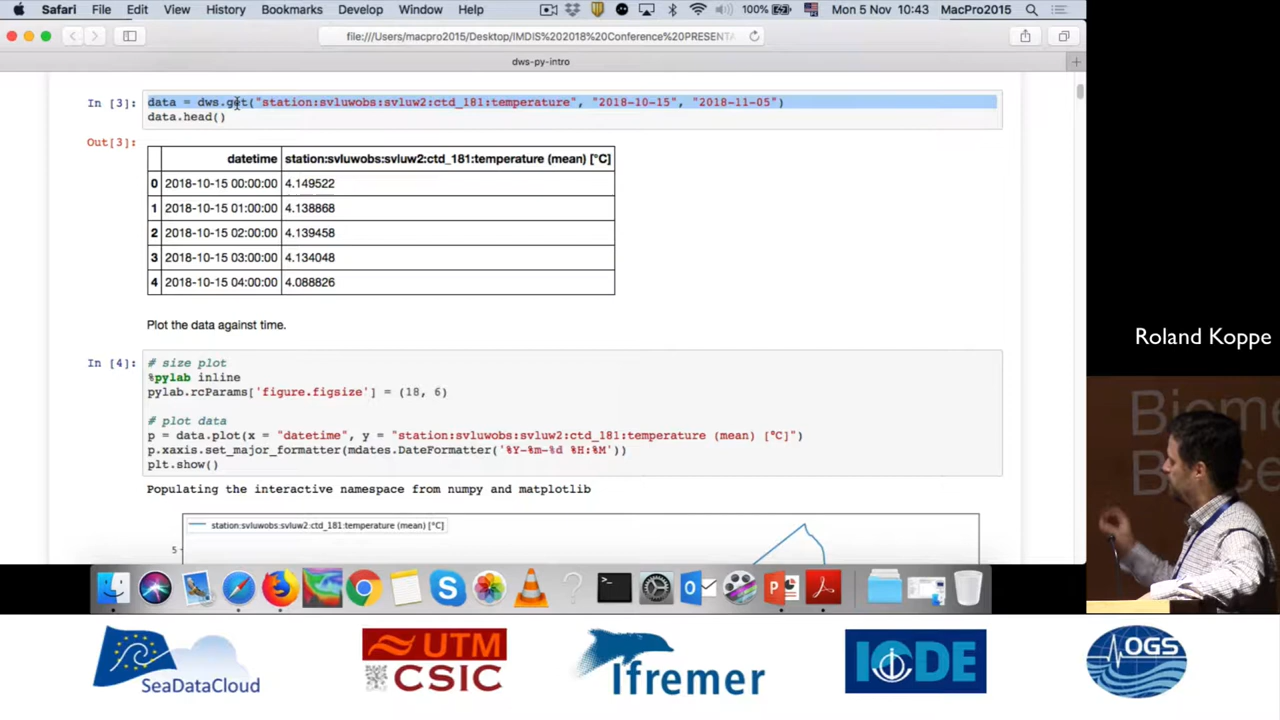 Safari File Edit View History Bookmarks Develop Window Help 100% Mon 5 Nov 10:43 MacPro2015
file:///Users/macpro2015/Desktop/IMDIS%202018%20Conference%20PRESENTA
dws-py-intro
In [3]: data = dws.get("station:svluwobs:svluw2:ctd_181:temperature", "2018-10-15", "2018-11-05")
data.head()
Out[3]:
datetime station:svluwobs:svluw2:ctd_181:temperature (mean) [°C]
0 2018-10-15 00:00:00 4.149522
1 2018-10-15 01:00:00 4.138868
2 2018-10-15 02:00:00 4.139458
3 2018-10-15 03:00:00 4.134048
4 2018-10-15 04:00:00 4.088826
Plot the data against time.
In [4]: # size plot
%pylab inline
pylab.rcParams['figure.figsize'] = (18, 6)
# plot data
p = data.plot(x = "datetime", y = "station:svluwobs:svluw2:ctd_181:temperature (mean) [°C]")
p.xaxis.set_major_formatter(mdates.DateFormatter('%Y-%m-%d %H:%M'))
plt.show()
Populating the interactive namespace from numpy and matplotlib
station:svluwobs:svluw2:ctd_181:temperature (mean) [°C]
5
Roland Koppe
SeaDataCloud
UTM
CSIC
Ifremer
IODE
OGS